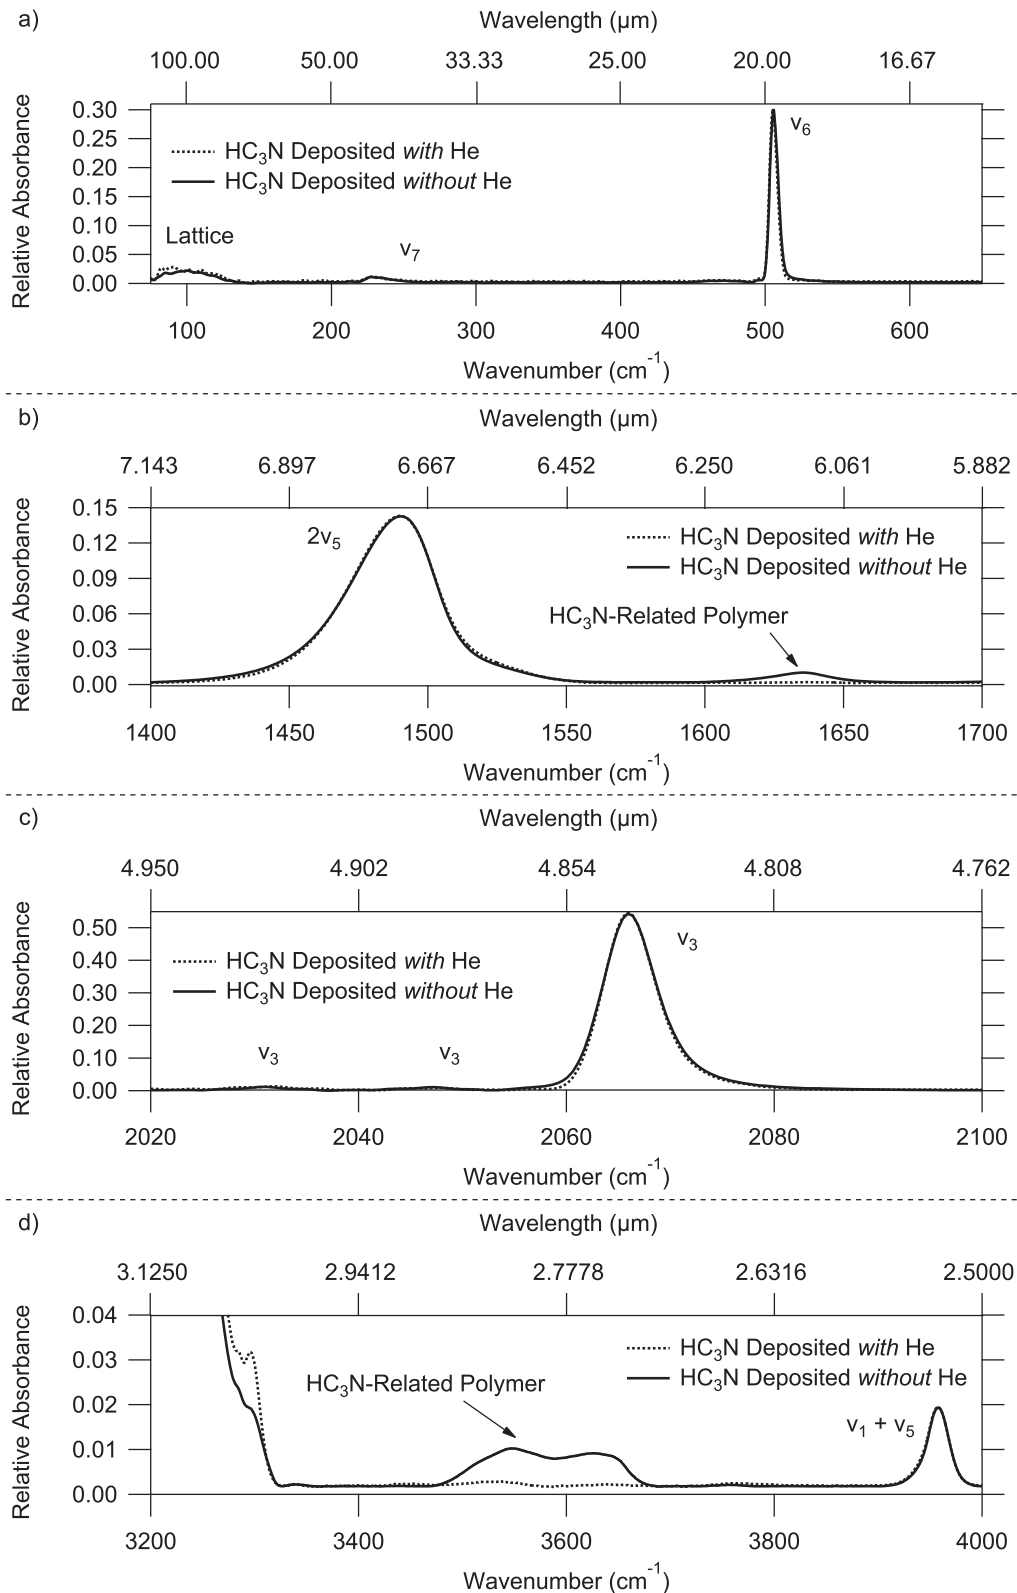 a)
Wavelength (µm)
100.00 50.00 33.33 25.00 20.00 16.67
Relative Absorbance
0.30
0.25
0.20
0.15
0.10
0.05
0.00
HC3N Deposited with He
HC3N Deposited without He
Lattice
ν7
ν6
100 200 300 400 500 600
Wavenumber (cm-1)
b)
Wavelength (µm)
7.143 6.897 6.667 6.452 6.250 6.061 5.882
Relative Absorbance
0.15
0.12
0.09
0.06
0.03
0.00
2ν5
HC3N Deposited with He
HC3N Deposited without He
HC3N-Related Polymer
1400 1450 1500 1550 1600 1650 1700
Wavenumber (cm-1)
c)
Wavelength (µm)
4.950 4.902 4.854 4.808 4.762
Relative Absorbance
0.50
0.40
0.30
0.20
0.10
0.00
HC3N Deposited with He
HC3N Deposited without He
ν3
ν3
ν3
2020 2040 2060 2080 2100
Wavenumber (cm-1)
d)
Wavelength (µm)
3.1250 2.9412 2.7778 2.6316 2.5000
Relative Absorbance
0.04
0.03
0.02
0.01
0.00
HC3N Deposited with He
HC3N Deposited without He
HC3N-Related Polymer
ν1 + ν5
3200 3400 3600 3800 4000
Wavenumber (cm-1)